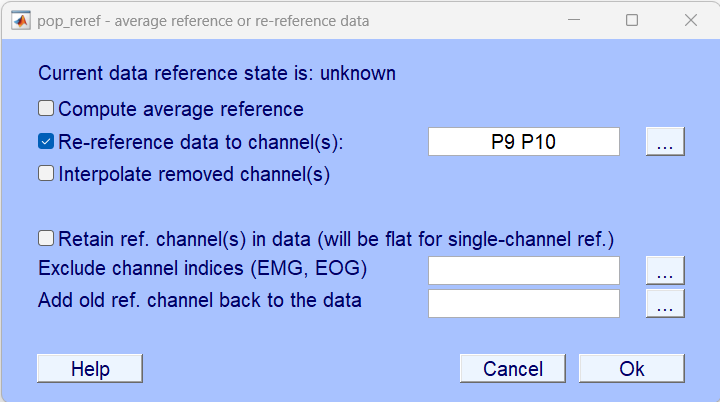 pop_reref - average reference or re-reference data
Current data reference state is: unknown
Compute average reference
Re-reference data to channel(s): P9 P10 ...
Interpolate removed channel(s)
Retain ref. channel(s) in data (will be flat for single-channel ref.)
Exclude channel indices (EMG, EOG) ...
Add old ref. channel back to the data ...
Help Cancel Ok